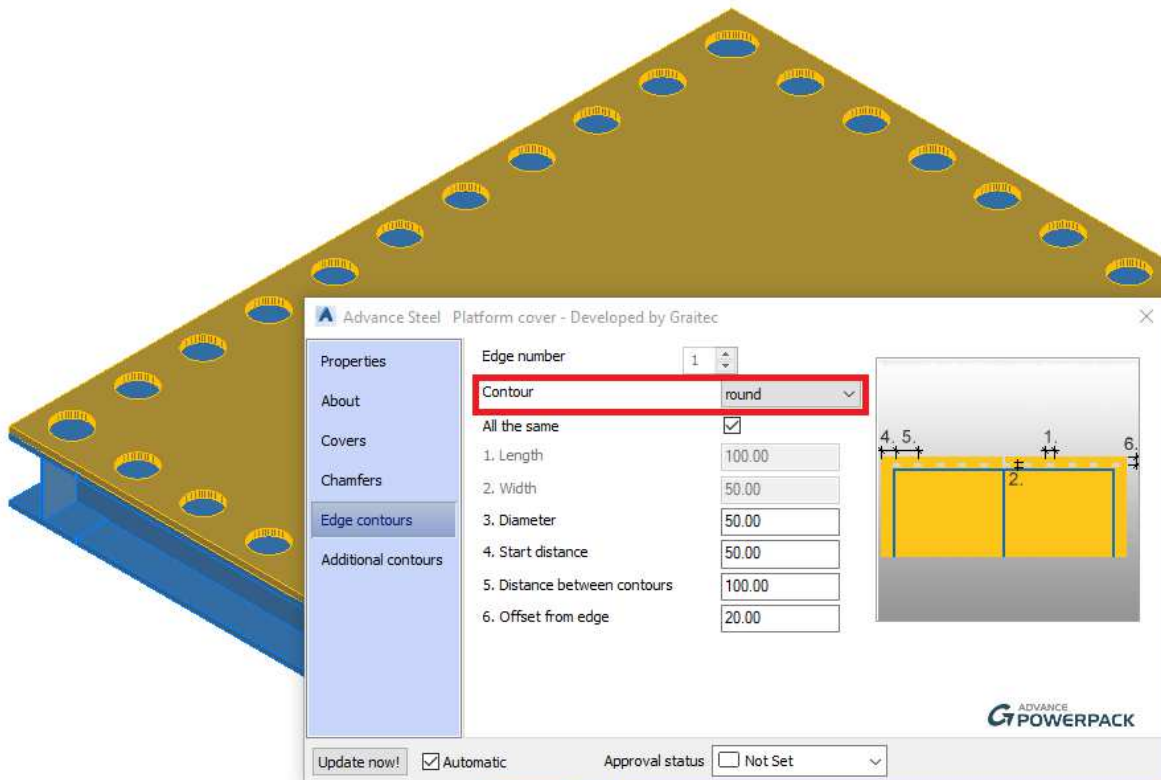 Advance Steel Platform cover - Developed by Graitec
Properties
About
Covers
Chamfers
Edge contours
Additional contours
Edge number 1
Contour round
All the same
1. Length 100.00
2. Width 50.00
3. Diameter 50.00
4. Start distance 50.00
5. Distance between contours 100.00
6. Offset from edge 20.00
4. 5. 1. 6.
2.
ADVANCE
POWERPACK
Update now! Automatic Approval status Not Set